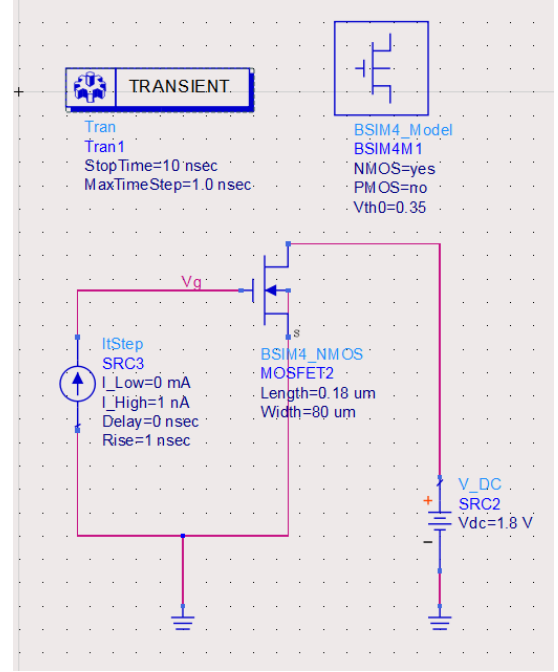 TRANSIENT
Tran
Tran1
StopTime=10 nsec
MaxTimeStep=1.0 nsec
BSIM4_Model
BSIM4M1
NMOS=yes
PMOS=no
Vth0=0.35
Vg
s
ItStep
SRC3
I_Low=0 mA
I_High=1 nA
Delay=0 nsec
Rise=1 nsec
BSIM4_NMOS
MOSFET2
Length=0.18 um
Width=80 um
V_DC
SRC2
Vdc=1.8 V
+
−